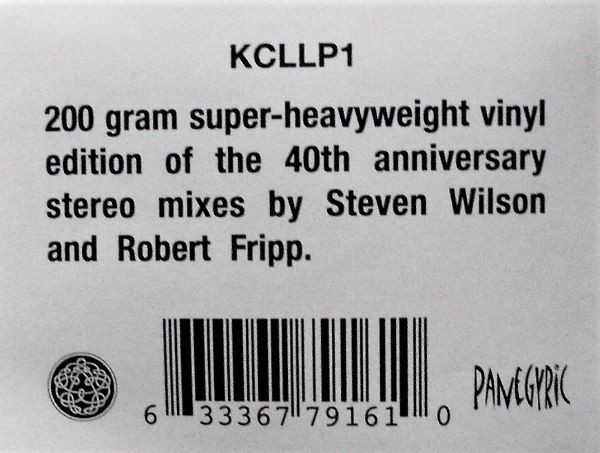 KCLLP1
200 gram super-heavyweight vinyl
edition of the 40th anniversary
stereo mixes by Steven Wilson
and Robert Fripp.
6 33367 79161 0
PANEGYRIC